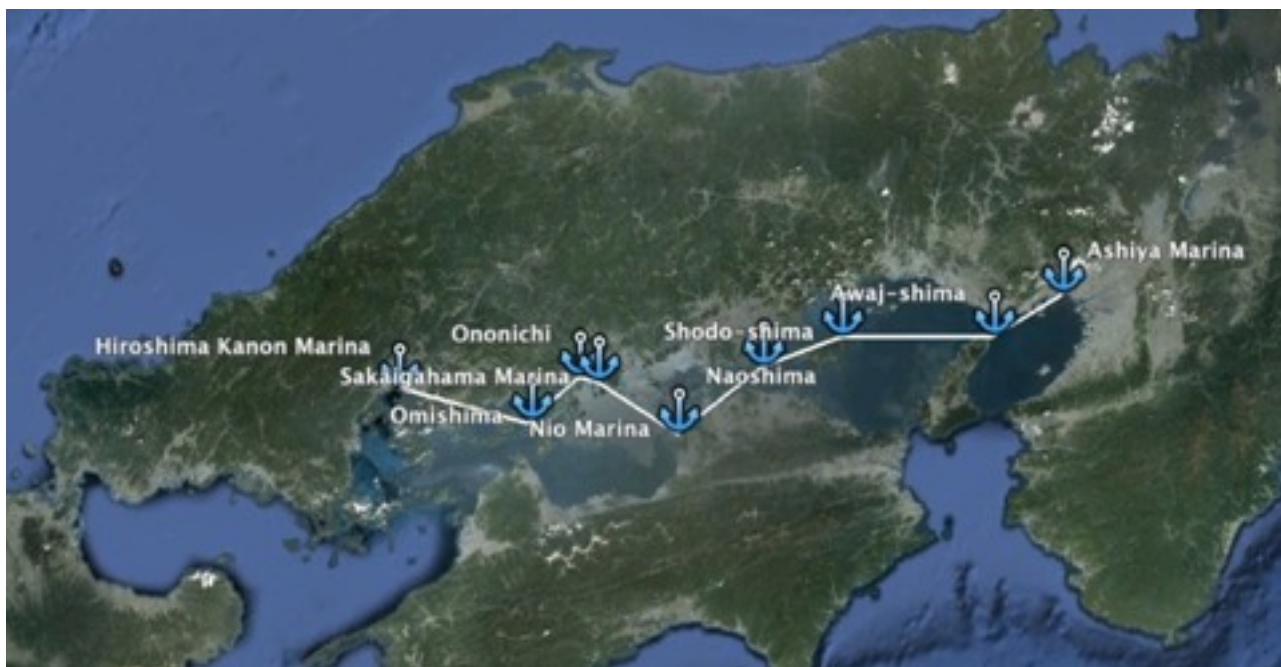 Ashiya Marina
Awaj-shima
Shodo-shima
Ononichi
Hiroshima Kanon Marina
Sakaigahama Marina
Naoshima
Omishima
Nio Marina